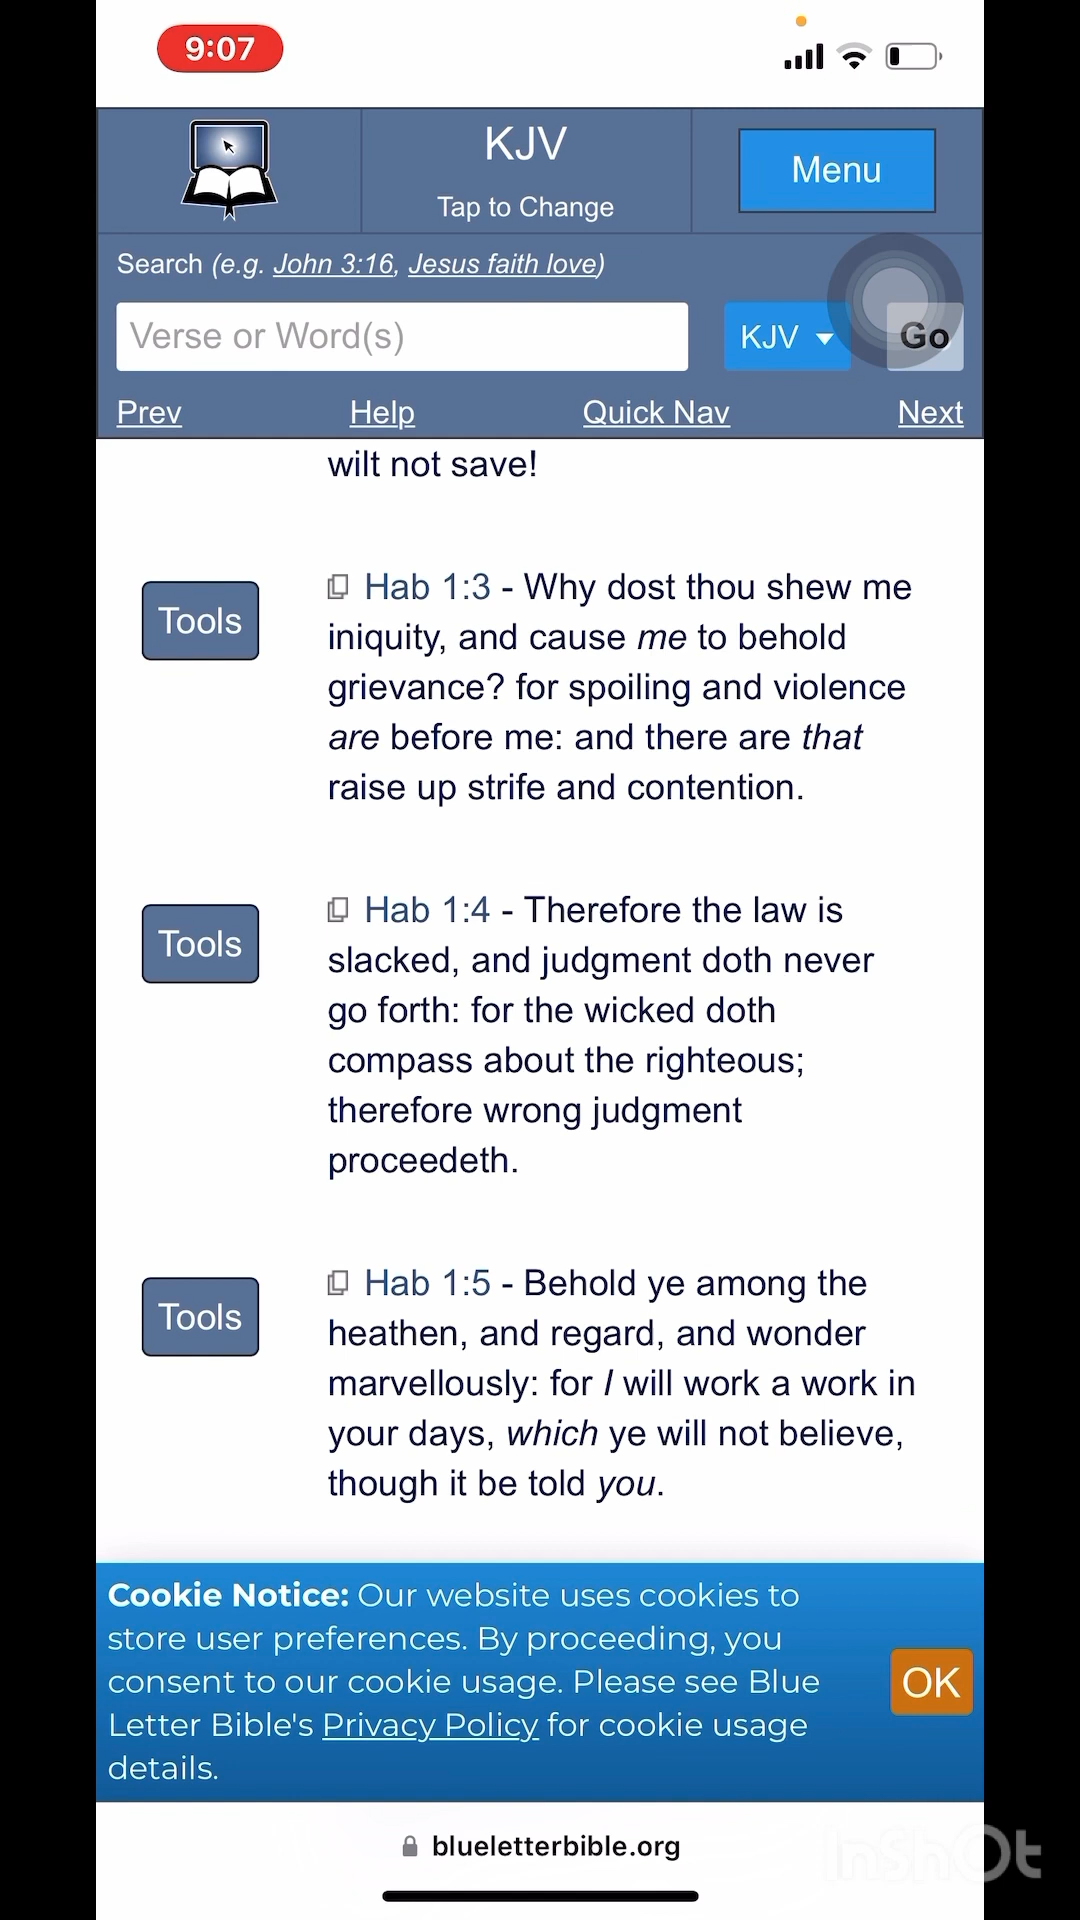 9:07
KJV
Tap to Change
Menu
Search (e.g. John 3:16, Jesus faith love)
Verse or Word(s)
KJV
Go
Prev
Help
Quick Nav
Next
wilt not save!
Tools
Hab 1:3 - Why dost thou shew me
iniquity, and cause me to behold
grievance? for spoiling and violence
are before me: and there are that
raise up strife and contention.
Tools
Hab 1:4 - Therefore the law is
slacked, and judgment doth never
go forth: for the wicked doth
compass about the righteous;
therefore wrong judgment
proceedeth.
Tools
Hab 1:5 - Behold ye among the
heathen, and regard, and wonder
marvellously: for I will work a work in
your days, which ye will not believe,
though it be told you.
Cookie Notice: Our website uses cookies to
store user preferences. By proceeding, you
consent to our cookie usage. Please see Blue
Letter Bible's Privacy Policy for cookie usage
details.
OK
blueletterbible.org
InShOt